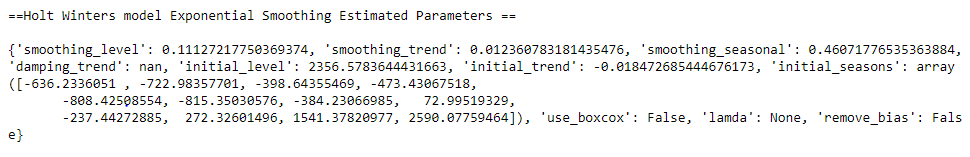 ==Holt Winters model Exponential Smoothing Estimated Parameters ==
{'smoothing_level': 0.11127217750369374, 'smoothing_trend': 0.012360783181435476, 'smoothing_seasonal': 0.46071776535363884,
'damping_trend': nan, 'initial_level': 2356.5783644431663, 'initial_trend': -0.018472685444676173, 'initial_seasons': array
([-636.2336051 , -722.98357701, -398.64355469, -473.43067518,
-808.42508554, -815.35030576, -384.23066985, 72.99519329,
-237.44272885, 272.32601496, 1541.37820977, 2590.07759464]), 'use_boxcox': False, 'lamda': None, 'remove_bias': Fals
e}